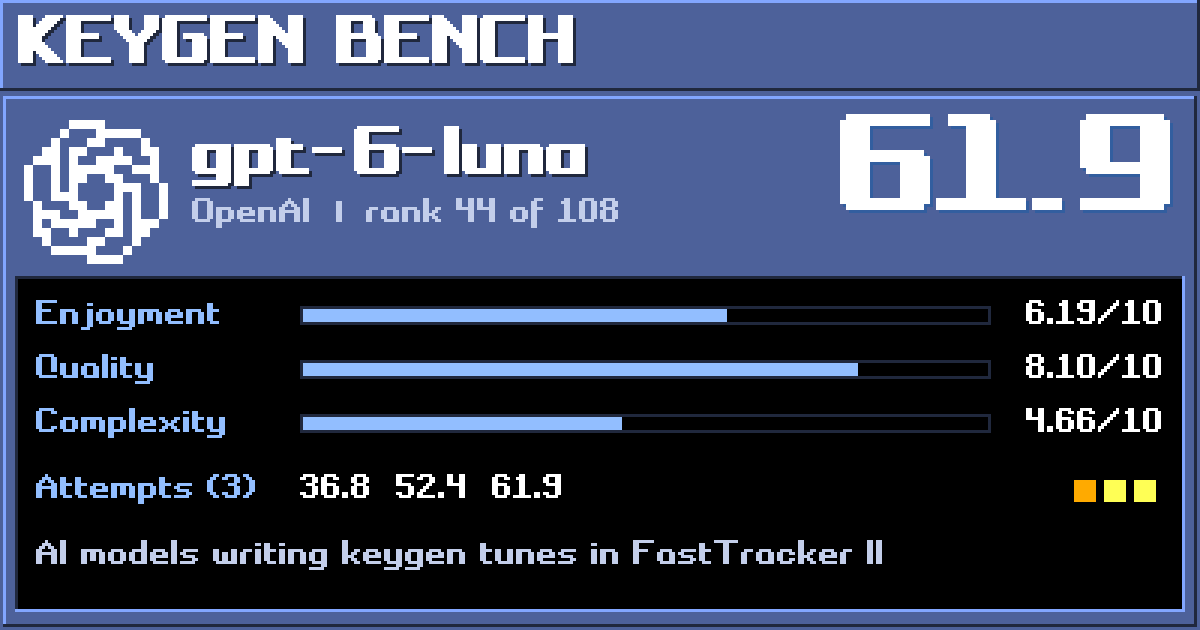 KEYGEN BENCH
gpt-6-luna
61.9
OpenAI | rank 44 of 108
Enjoyment 6.19/10
Quality 8.10/10
Complexity 4.66/10
Attempts (3) 36.8 52.4 61.9
AI models writing keygen tunes in FastTracker II